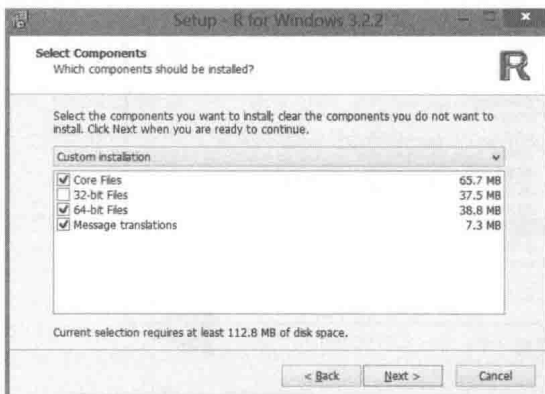 Setup - R for Windows 3.2.2
Select Components
Which components should be installed?
R
Select the components you want to install; clear the components you do not want to
install. Click Next when you are ready to continue.
Custom installation
Core Files 65.7 MB
32-bit Files 37.5 MB
64-bit Files 38.8 MB
Message translations 7.3 MB
Current selection requires at least 112.8 MB of disk space.
< Back Next > Cancel